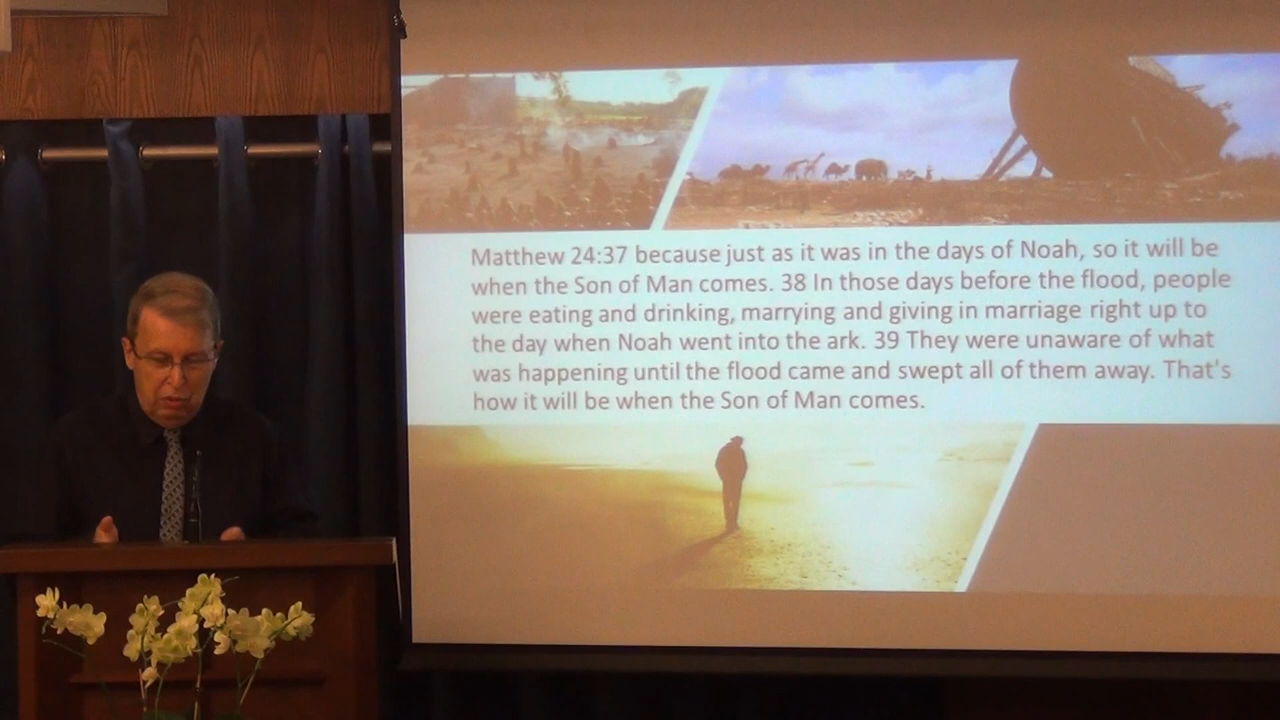 Matthew 24:37 because just as it was in the days of Noah, so it will be
when the Son of Man comes. 38 In those days before the flood, people
were eating and drinking, marrying and giving in marriage right up to
the day when Noah went into the ark. 39 They were unaware of what
was happening until the flood came and swept all of them away. That's
how it will be when the Son of Man comes.